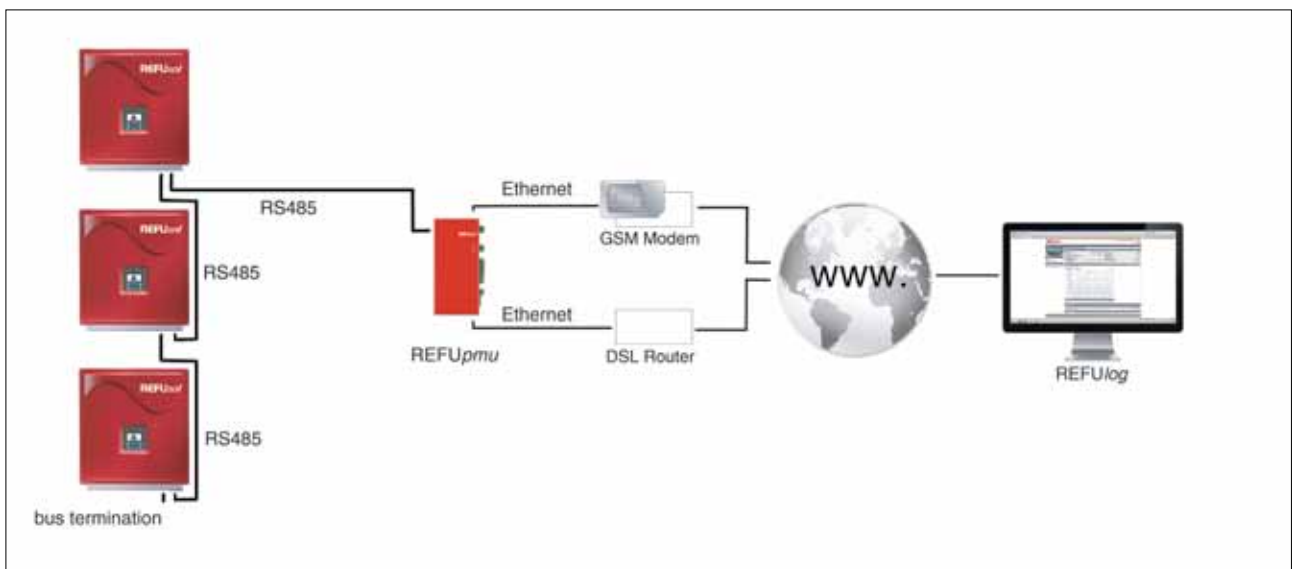 REFUsol
RS485
Ethernet
GSM Modem
REFUsol
RS485
www.
Ethernet
REFUpmu
DSL Router
REFUlog
REFUsol
RS485
bus termination